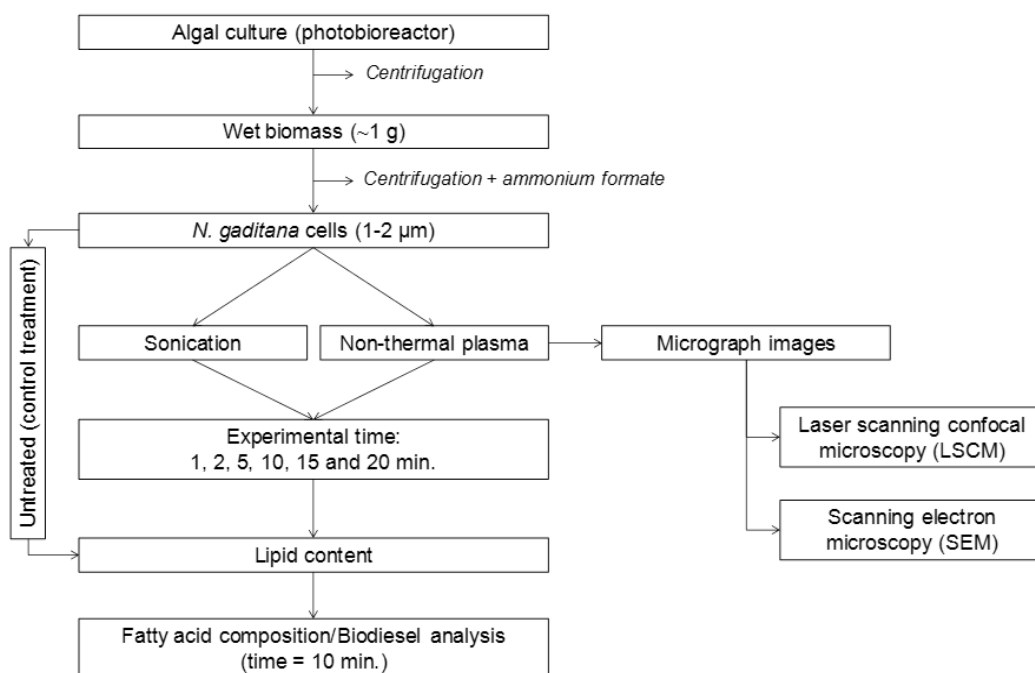 Algal culture (photobioreactor)
Centrifugation
Wet biomass (~1 g)
Centrifugation + ammonium formate
N. gaditana cells (1-2 µm)
Untreated (control treatment)
Sonication
Non-thermal plasma
Micrograph images
Experimental time:
1, 2, 5, 10, 15 and 20 min.
Laser scanning confocal
microscopy (LSCM)
Scanning electron
microscopy (SEM)
Lipid content
Fatty acid composition/Biodiesel analysis
(time = 10 min.)